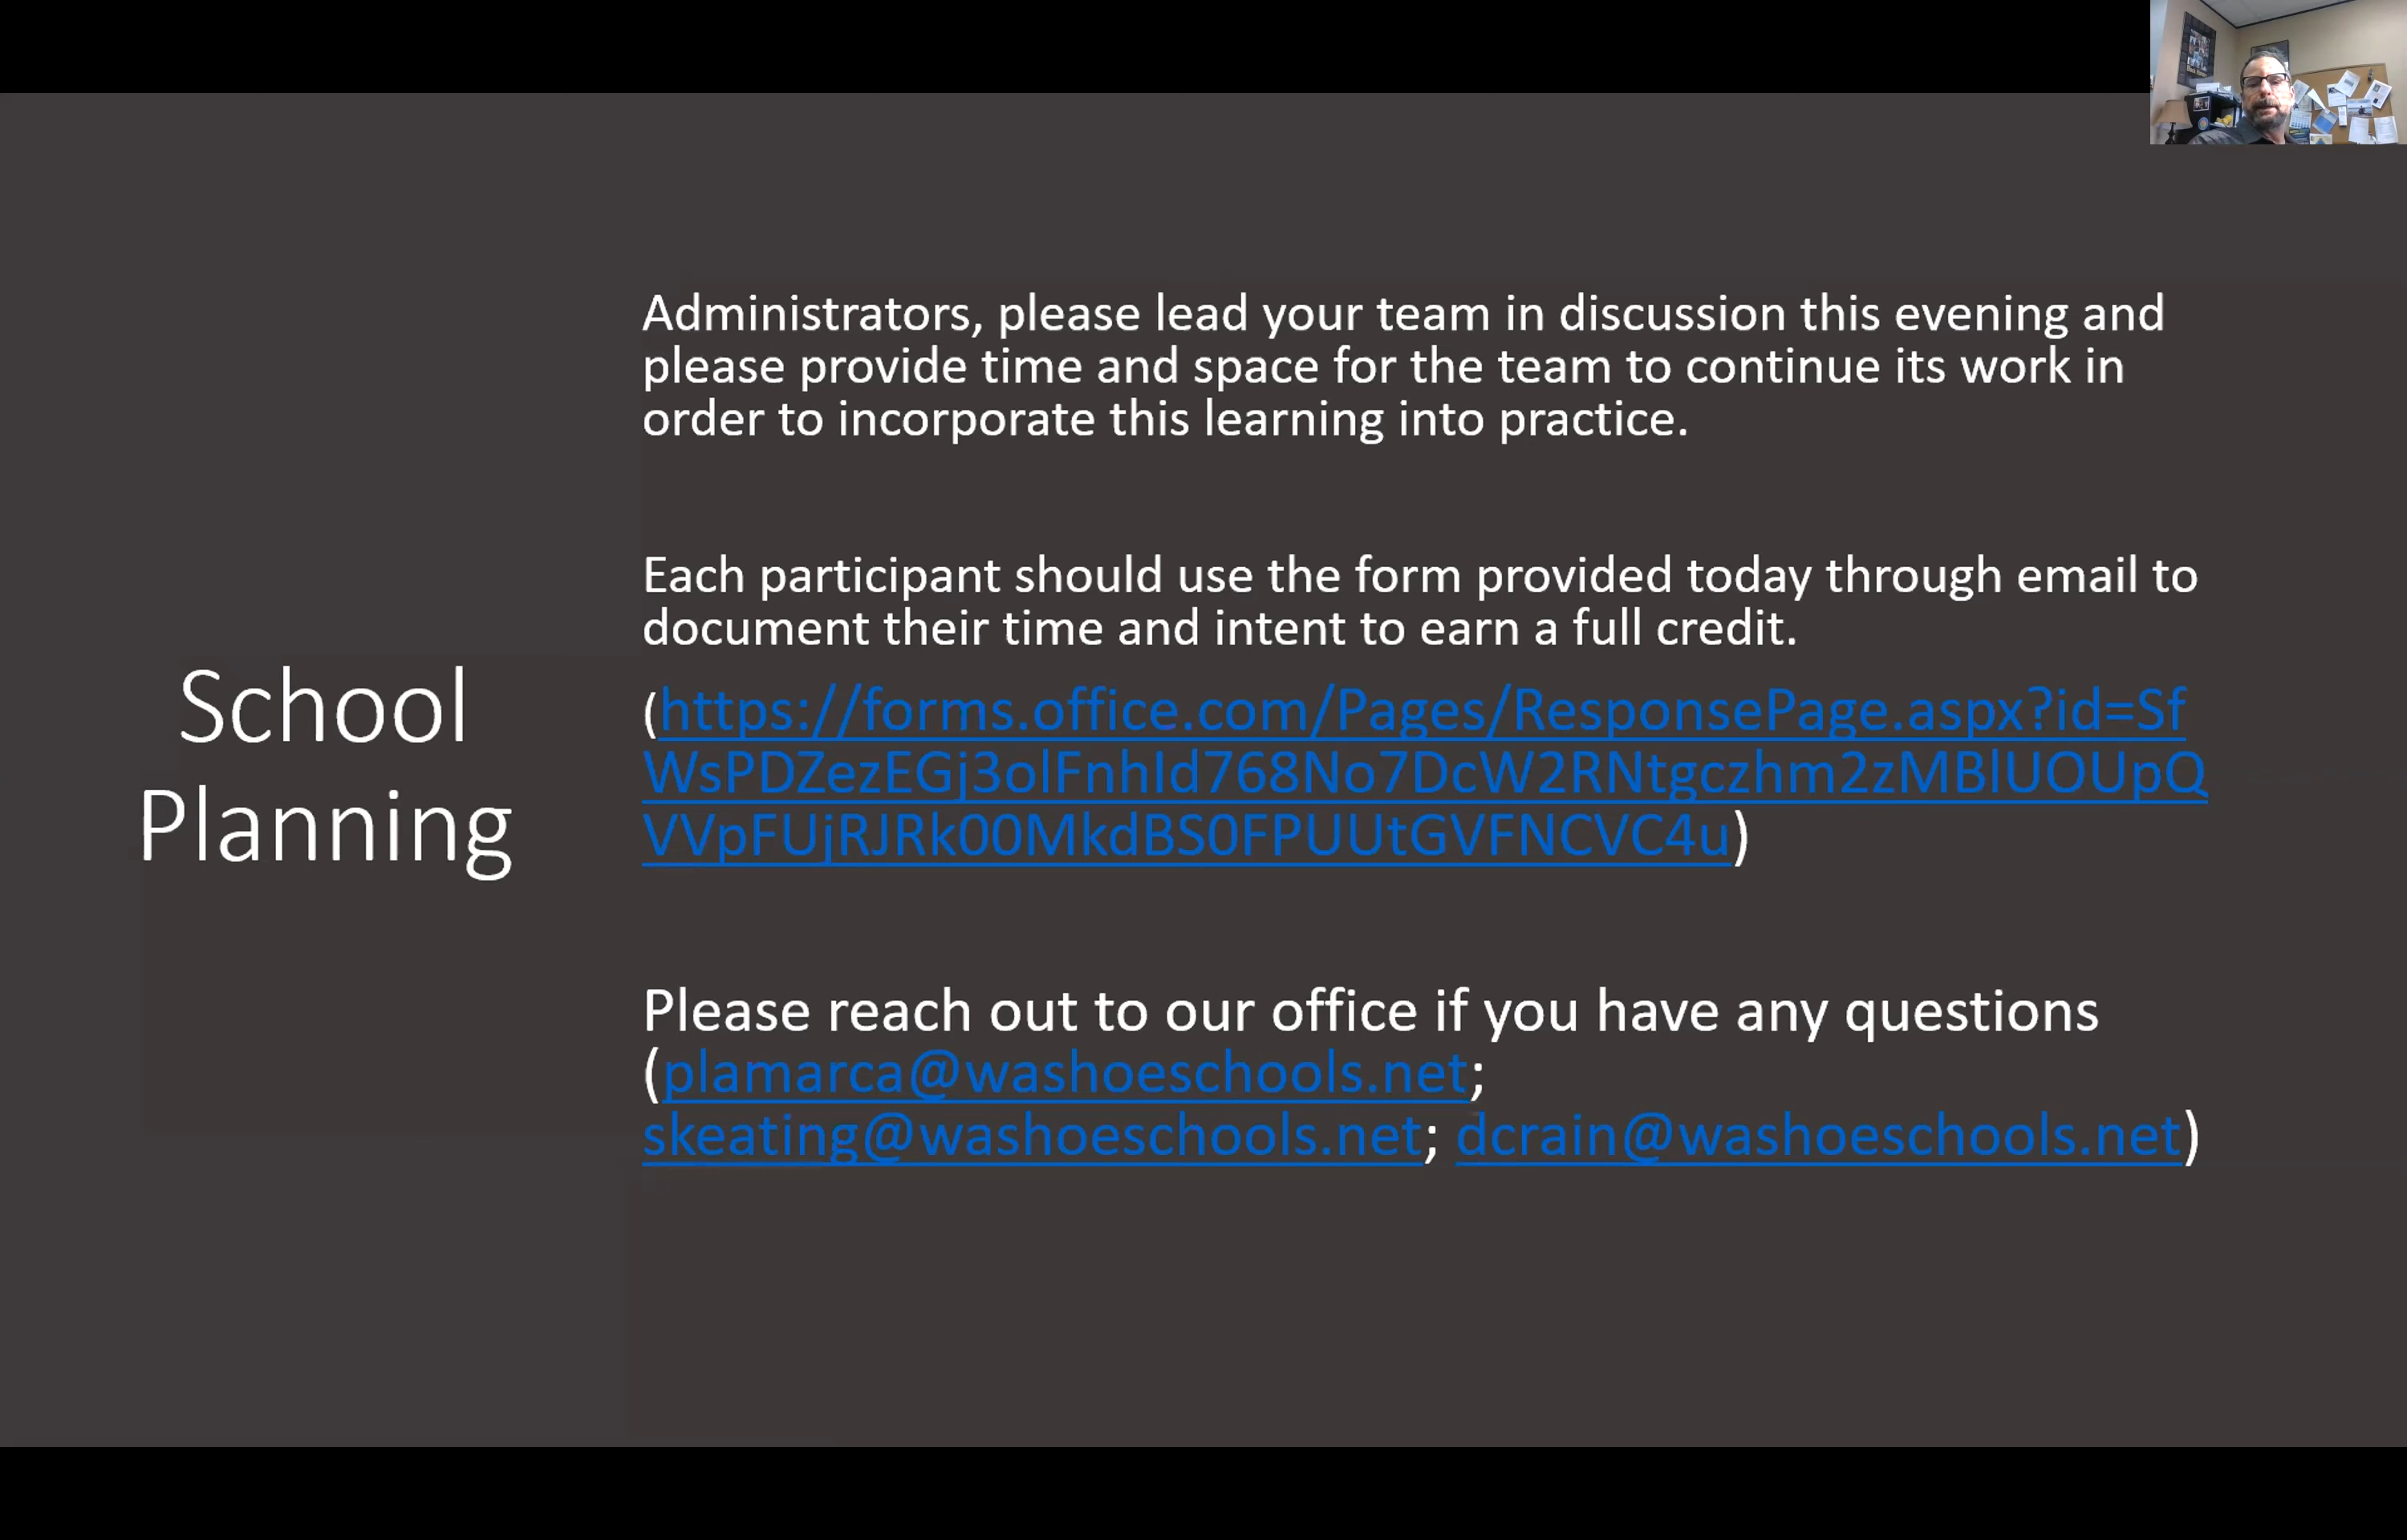 School
Planning
Administrators, please lead your team in discussion this evening and
please provide time and space for the team to continue its work in
order to incorporate this learning into practice.
Each participant should use the form provided today through email to
document their time and intent to earn a full credit.
(https://forms.office.com/Pages/ResponsePage.aspx?id=Sf
WsPDZezEGj3olFnhId768No7DcW2RNtgczhm2zMBlUOUpQ
VVpFUjRJRk00MkdBS0FPUUtGVFNCVC4u)
Please reach out to our office if you have any questions
(plamarca@washoeschools.net;
skeating@washoeschools.net; dcrain@washoeschools.net)